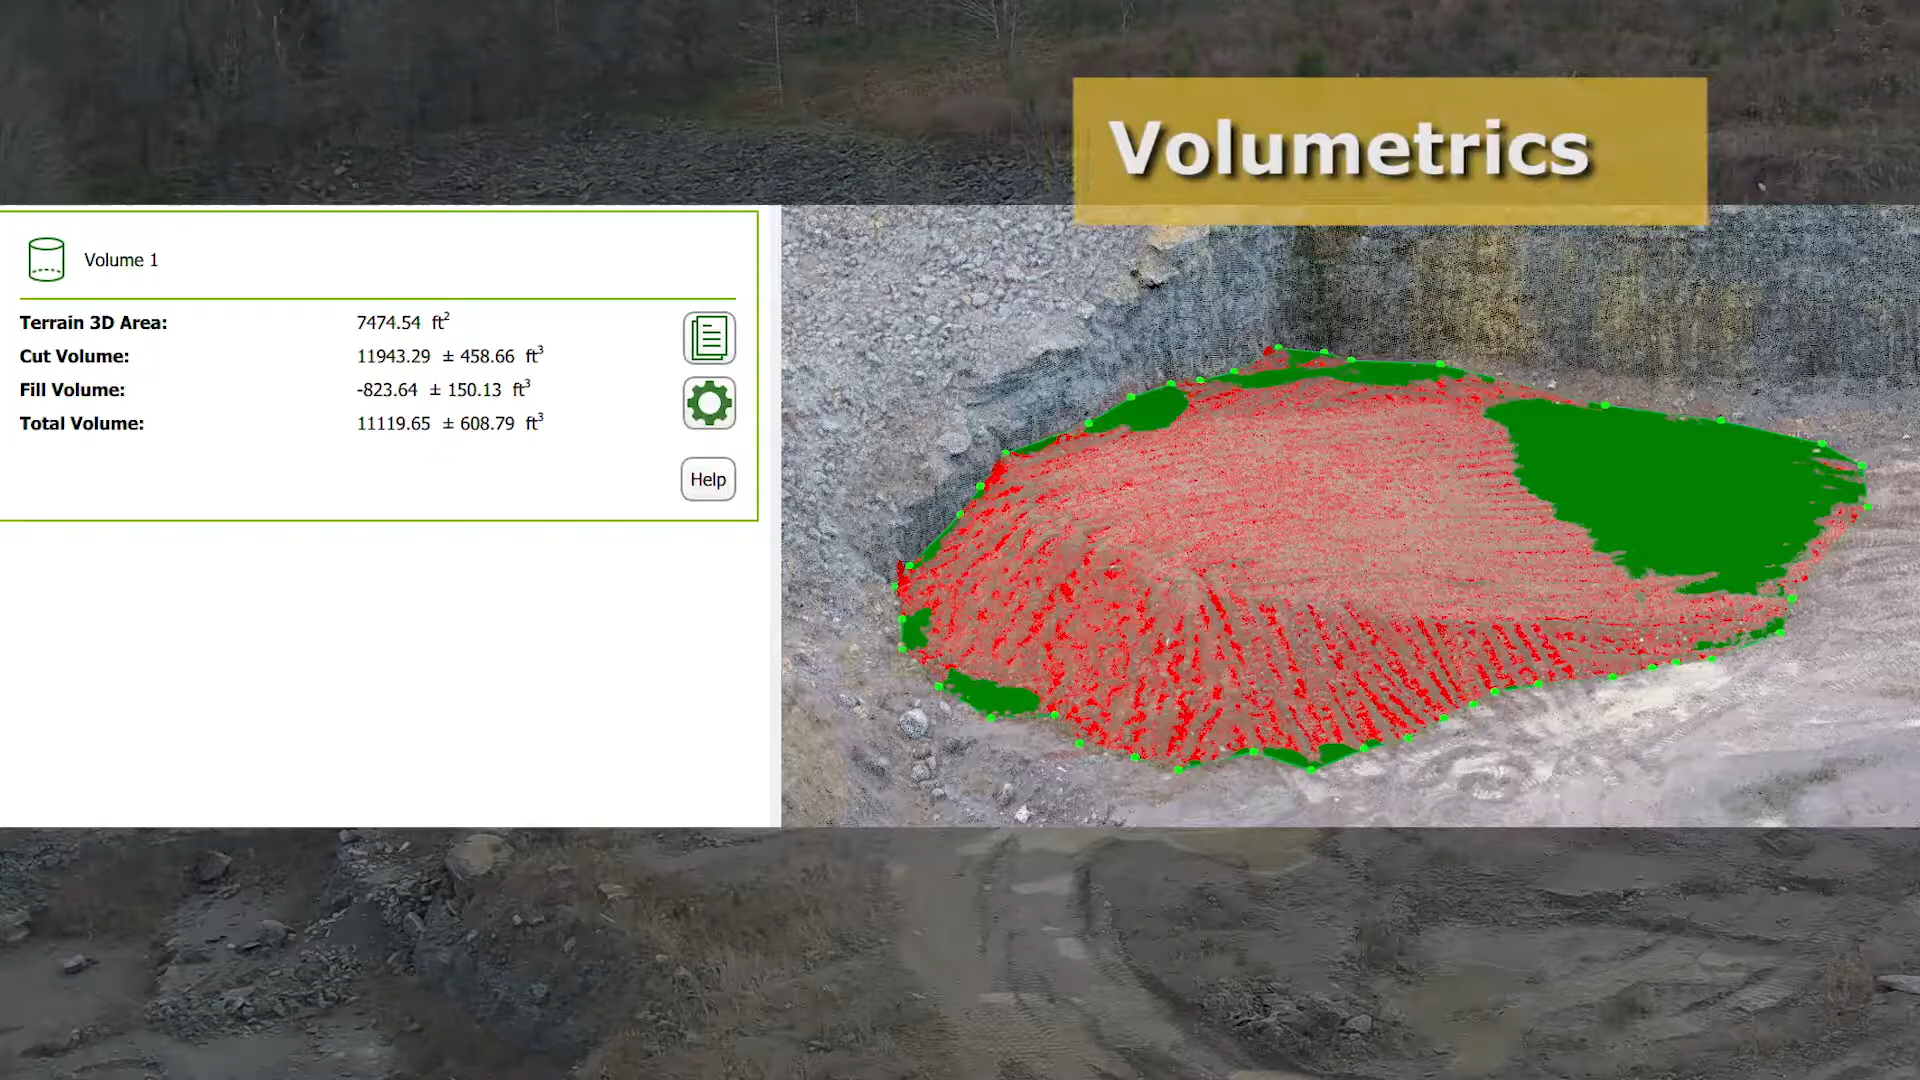 Volumetrics
Volume 1
Terrain 3D Area: 7474.54 ft²
Cut Volume: 11943.29 ± 458.66 ft³
Fill Volume: -823.64 ± 150.13 ft³
Total Volume: 11119.65 ± 608.79 ft³
Help